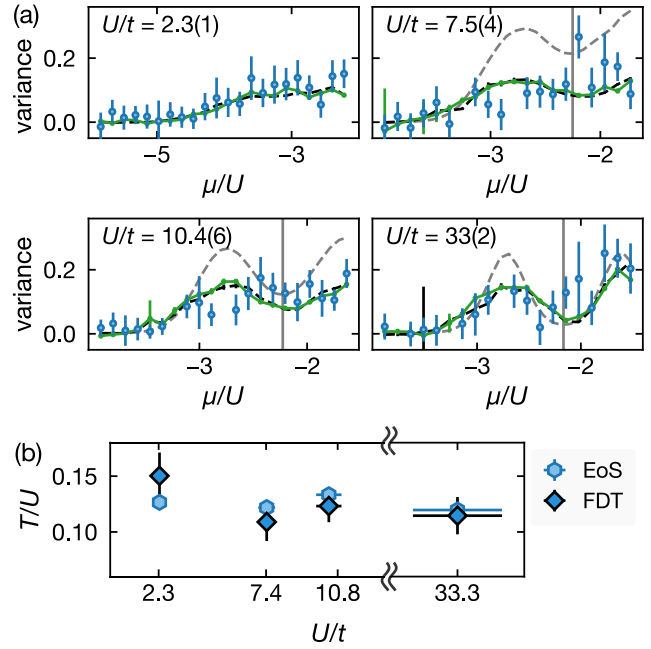 (a)
U/t = 2.3(1)
7.5(4)
variance
0.2
0.0
−5
−3
−3
−2
μ/U
μ/U
U/t = 10.4(6)
U/t = 33(2)
variance
0.2
0.0
−3
−2
−3
−2
μ/U
μ/U
(b)
T/U
0.15
0.10
EoS
FDT
2.3
7.4
10.8
33.3
U/t